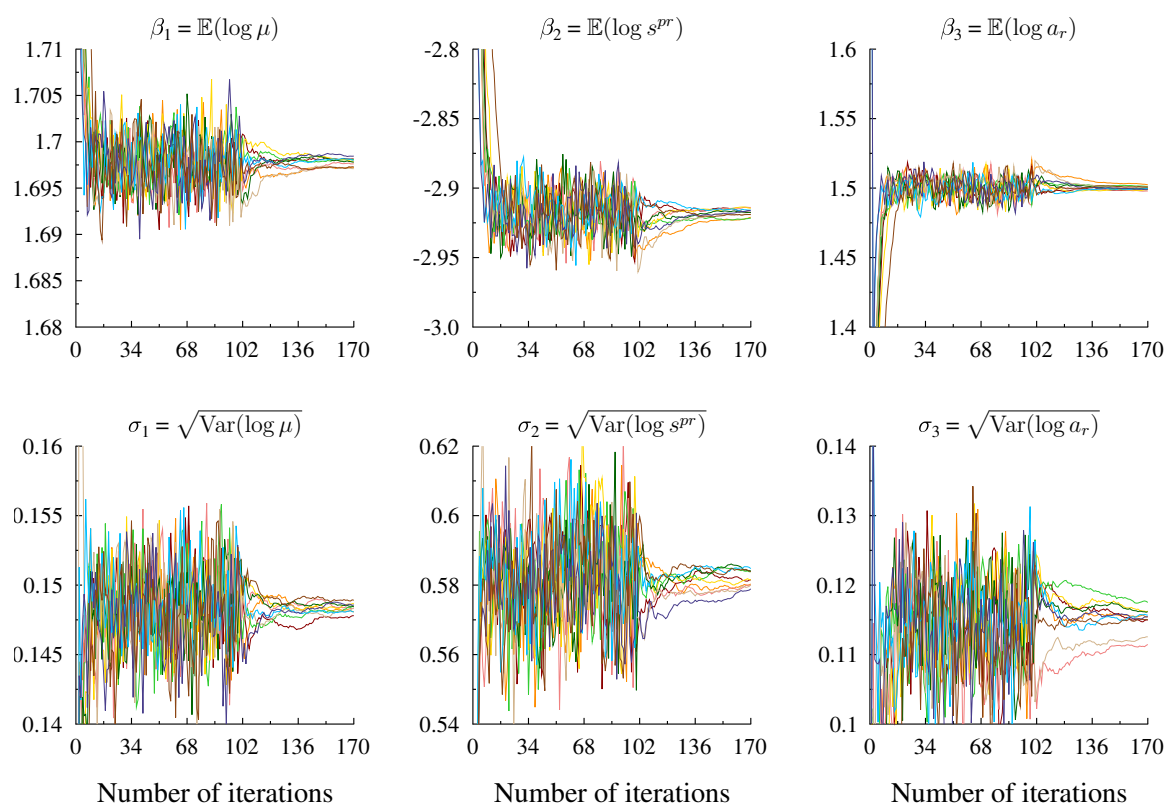 β₁ = 𝔼(log μ)
1.71
1.705
1.7
1.695
1.69
1.685
1.68
0 34 68 102 136 170
β₂ = 𝔼(log sᵖʳ)
-2.8
-2.85
-2.9
-2.95
-3.0
0 34 68 102 136 170
β₃ = 𝔼(log aᵣ)
1.6
1.55
1.5
1.45
1.4
0 34 68 102 136 170
σ₁ = √Var(log μ)
0.16
0.155
0.15
0.145
0.14
0 34 68 102 136 170
Number of iterations
σ₂ = √Var(log sᵖʳ)
0.62
0.6
0.58
0.56
0.54
0 34 68 102 136 170
Number of iterations
σ₃ = √Var(log aᵣ)
0.14
0.13
0.12
0.11
0.1
0 34 68 102 136 170
Number of iterations